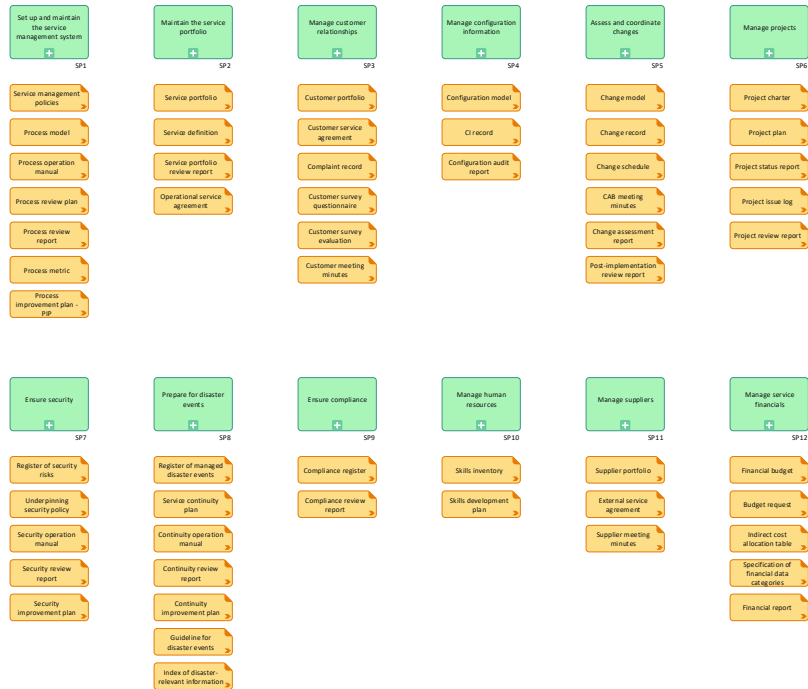 Set up and maintain
the service
management system
SP1
Service management
policies
Process model
Process operation
manual
Process review plan
Process review
report
Process metric
Process
improvement plan -
PIP
Maintain the service
portfolio
SP2
Service portfolio
Service definition
Service portfolio
review report
Operational service
agreement
Manage customer
relationships
SP3
Customer portfolio
Customer service
agreement
Complaint record
Customer survey
questionnaire
Customer survey
evaluation
Customer meeting
minutes
Manage configuration
information
SP4
Configuration model
CI record
Configuration audit
report
Assess and coordinate
changes
SP5
Change model
Change record
Change schedule
CAB meeting
minutes
Change assessment
report
Post-implementation
review report
Manage projects
SP6
Project charter
Project plan
Project status report
Project issue log
Project review report
Ensure security
SP7
Register of security
risks
Underpinning
security policy
Security operation
manual
Security review
report
Security
improvement plan
Prepare for disaster
events
SP8
Register of managed
disaster events
Service continuity
plan
Continuity operation
manual
Continuity review
report
Continuity
improvement plan
Guideline for
disaster events
Index of disaster-
relevant information
Ensure compliance
SP9
Compliance register
Compliance review
report
Manage human
resources
SP10
Skills inventory
Skills development
plan
Manage suppliers
SP11
Supplier portfolio
External service
agreement
Supplier meeting
minutes
Manage service
financials
SP12
Financial budget
Budget request
Indirect cost
allocation table
Specification of
financial data
categories
Financial report